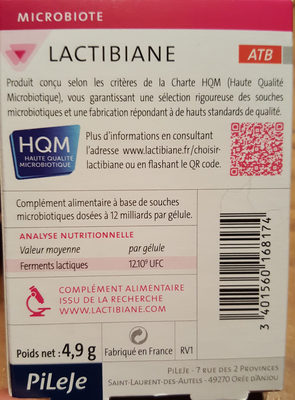 MICROBIOTE
LACTIBIANE
ATB
Produit conçu selon les critères de la Charte HQM (Haute Qualité
Microbiotique), vous garantissant une sélection rigoureuse des souches
microbiotiques et une fabrication répondant à de hauts standards de qualité.
HQM
HAUTE QUALITÉ
MICROBIOTIQUE
Plus d'informations en consultant
l'adresse www.lactibiane.fr/choisir-
lactibiane ou en flashant le QR code.
Complément alimentaire à base de souches
microbiotiques dosées à 12 milliards par gélule.
ANALYSE NUTRITIONNELLE
Valeur moyenne par gélule
Ferments lactiques 12.10⁹ UFC
COMPLÉMENT ALIMENTAIRE
ISSU DE LA RECHERCHE
WWW.LACTIBIANE.COM
Poids net : 4,9 g
Fabriqué en France
RV1
3 401560 168174
PiLeJe
PILEJE - 7 RUE DES 2 PROVINCES
SAINT-LAURENT-DES-AUTELS - 49270 ORÉE D'ANJOU